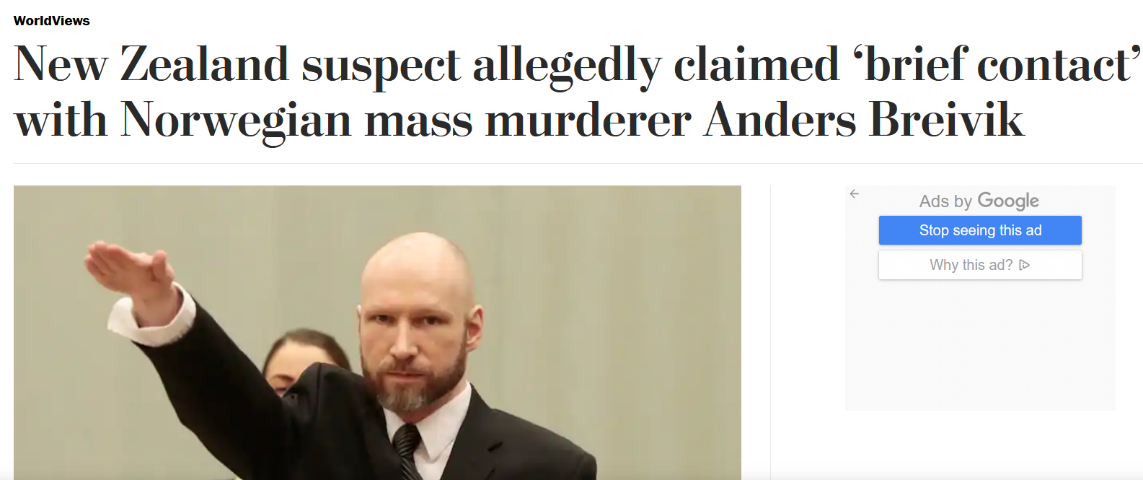 WorldViews
New Zealand suspect allegedly claimed ‘brief contact’
with Norwegian mass murderer Anders Breivik
Ads by Google
Stop seeing this ad
Why this ad?